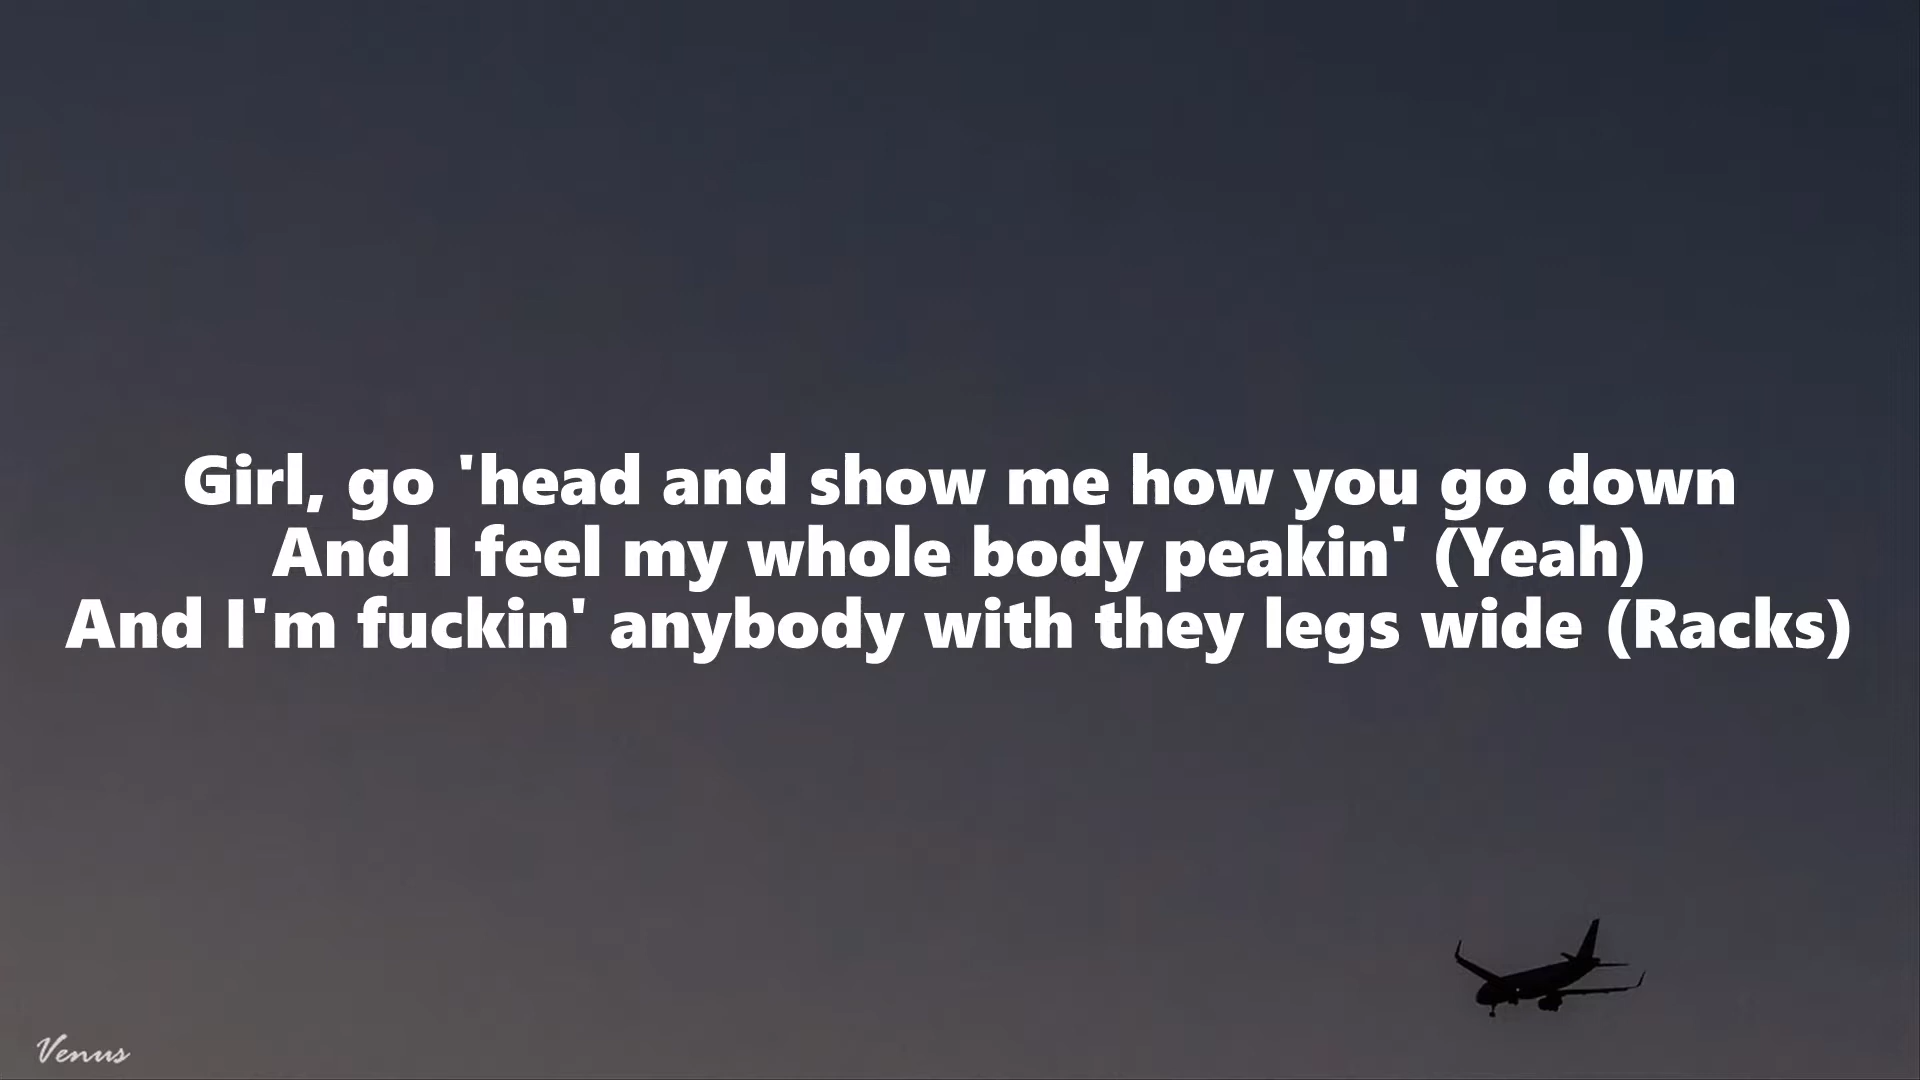 Girl, go 'head and show me how you go down
And I feel my whole body peakin' (Yeah)
And I'm fuckin' anybody with they legs wide (Racks)
Venus